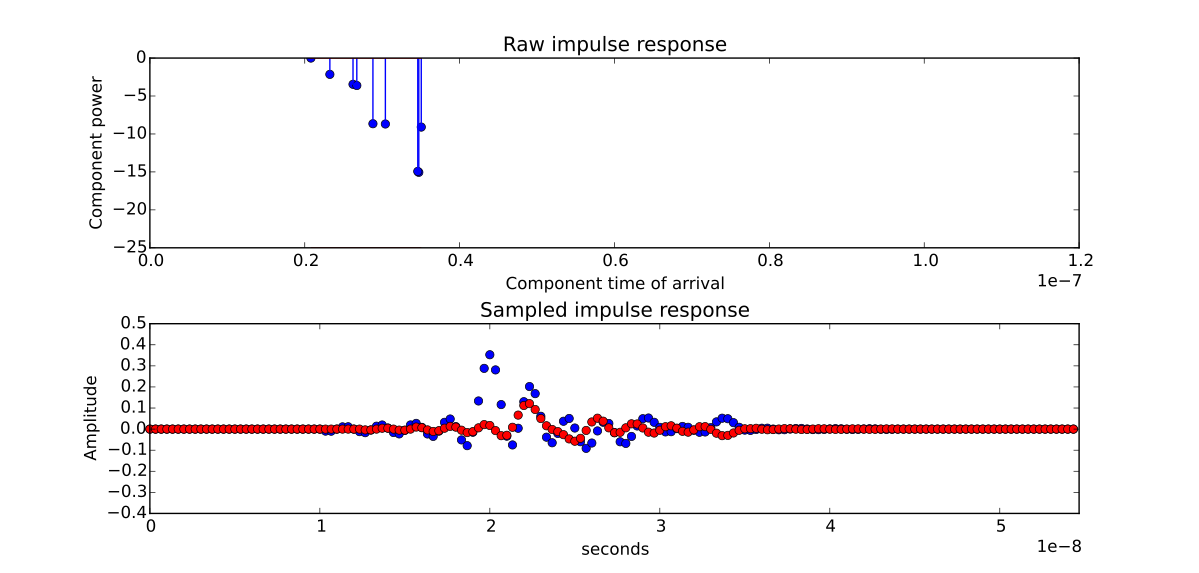 Raw impulse response
0
−5
−10
−15
−20
−25
Component power
0.0 0.2 0.4 0.6 0.8 1.0 1.2
Component time of arrival
1e−7
Sampled impulse response
0.5
0.4
0.3
0.2
0.1
0.0
−0.1
−0.2
−0.3
−0.4
Amplitude
0 1 2 3 4 5
seconds
1e−8